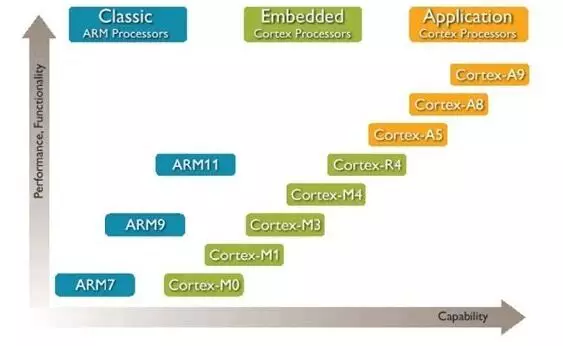 Classic
ARM Processors
Embedded
Cortex Processors
Application
Cortex Processors
Performance, Functionality
Cortex-A9
Cortex-A8
Cortex-A5
ARM11
Cortex-R4
Cortex-M4
ARM9
Cortex-M3
Cortex-M1
ARM7
Cortex-M0
Capability